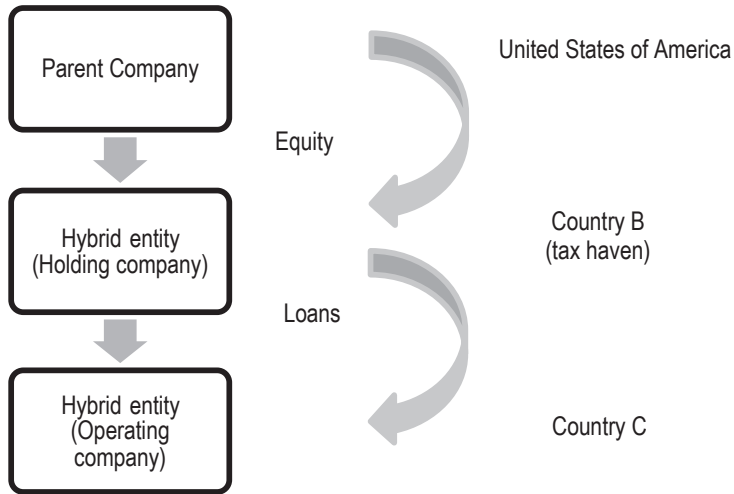 Parent Company
United States of America
Equity
Hybrid entity
(Holding company)
Country B
(tax haven)
Loans
Hybrid entity
(Operating
company)
Country C